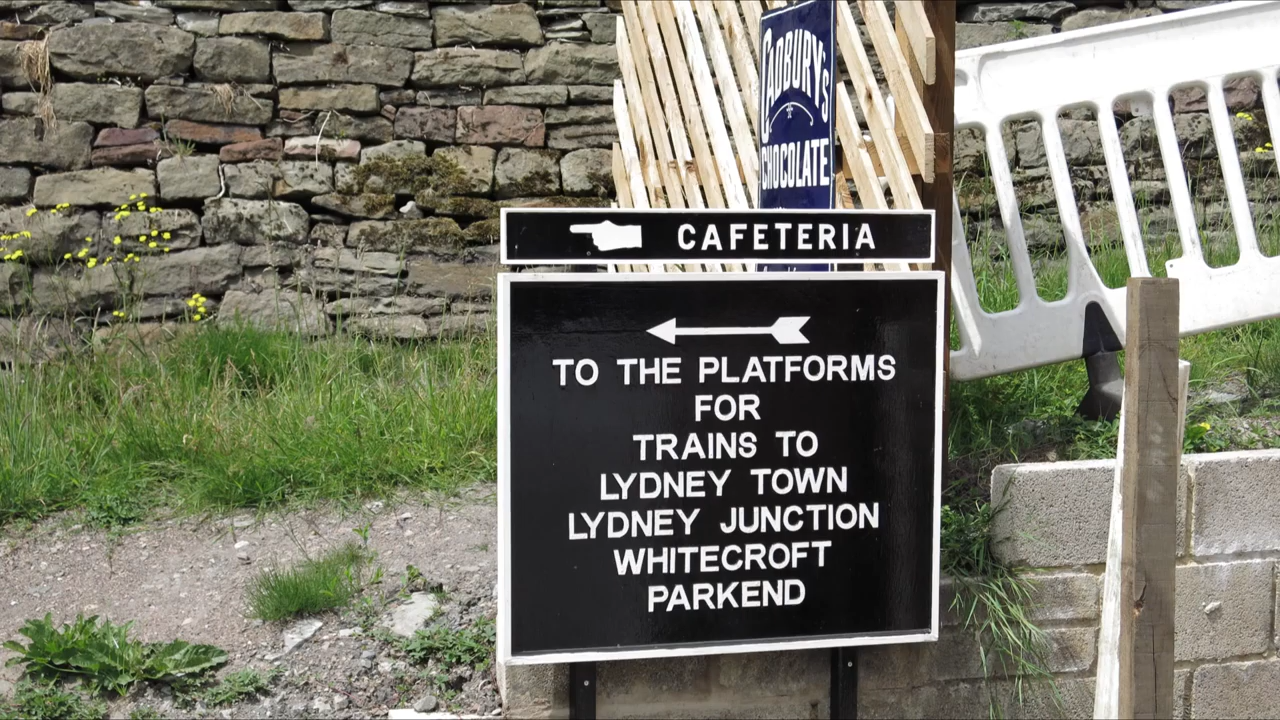 CADBURY'S
CHOCOLATE
CAFETERIA
TO THE PLATFORMS
FOR
TRAINS TO
LYDNEY TOWN
LYDNEY JUNCTION
WHITECROFT
PARKEND